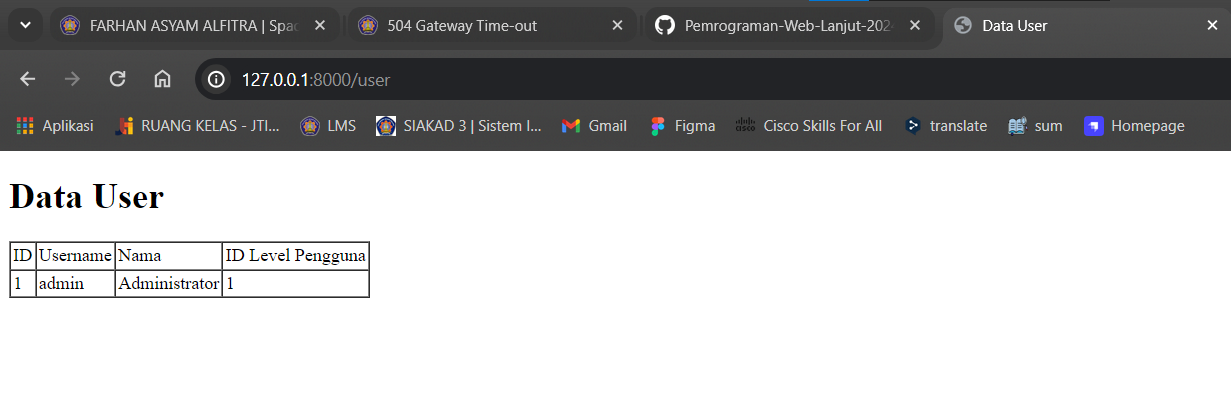 FARHAN ASYAM ALFITRA | Spac
504 Gateway Time-out
Pemrograman-Web-Lanjut-202
Data User
127.0.0.1:8000/user
Aplikasi
RUANG KELAS - JTI...
LMS
SIAKAD 3 | Sistem I...
Gmail
Figma
cisco Cisco Skills For All
translate
sum
Homepage
Data User
ID Username Nama ID Level Pengguna
1 admin Administrator 1